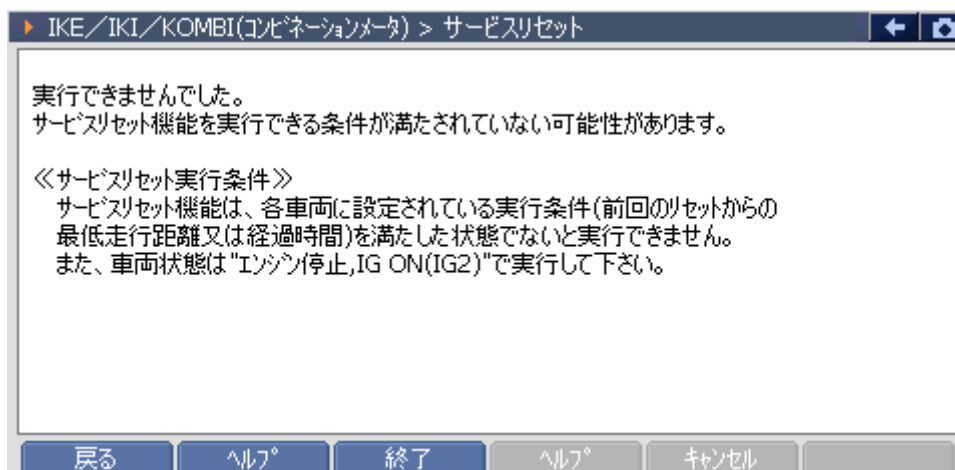 IKE／IKI／KOMBI(ｺﾝﾋﾞﾈｰｼｮﾝﾒｰﾀ) > サービスリセット
実行できませんでした。
ｻｰﾋﾞｽﾘｾｯﾄ機能を実行できる条件が満たされていない可能性があります。
≪ｻｰﾋﾞｽﾘｾｯﾄ実行条件≫
ｻｰﾋﾞｽﾘｾｯﾄ機能は、各車両に設定されている実行条件(前回のﾘｾｯﾄからの
最低走行距離又は経過時間)を満たした状態でないと実行できません。
また、車両状態は"ｴﾝｼﾞﾝ停止,IG ON(IG2)"で実行して下さい。
戻る ﾍﾙﾌﾟ 終了 ﾍﾙﾌﾟ ｷｬﾝｾﾙ